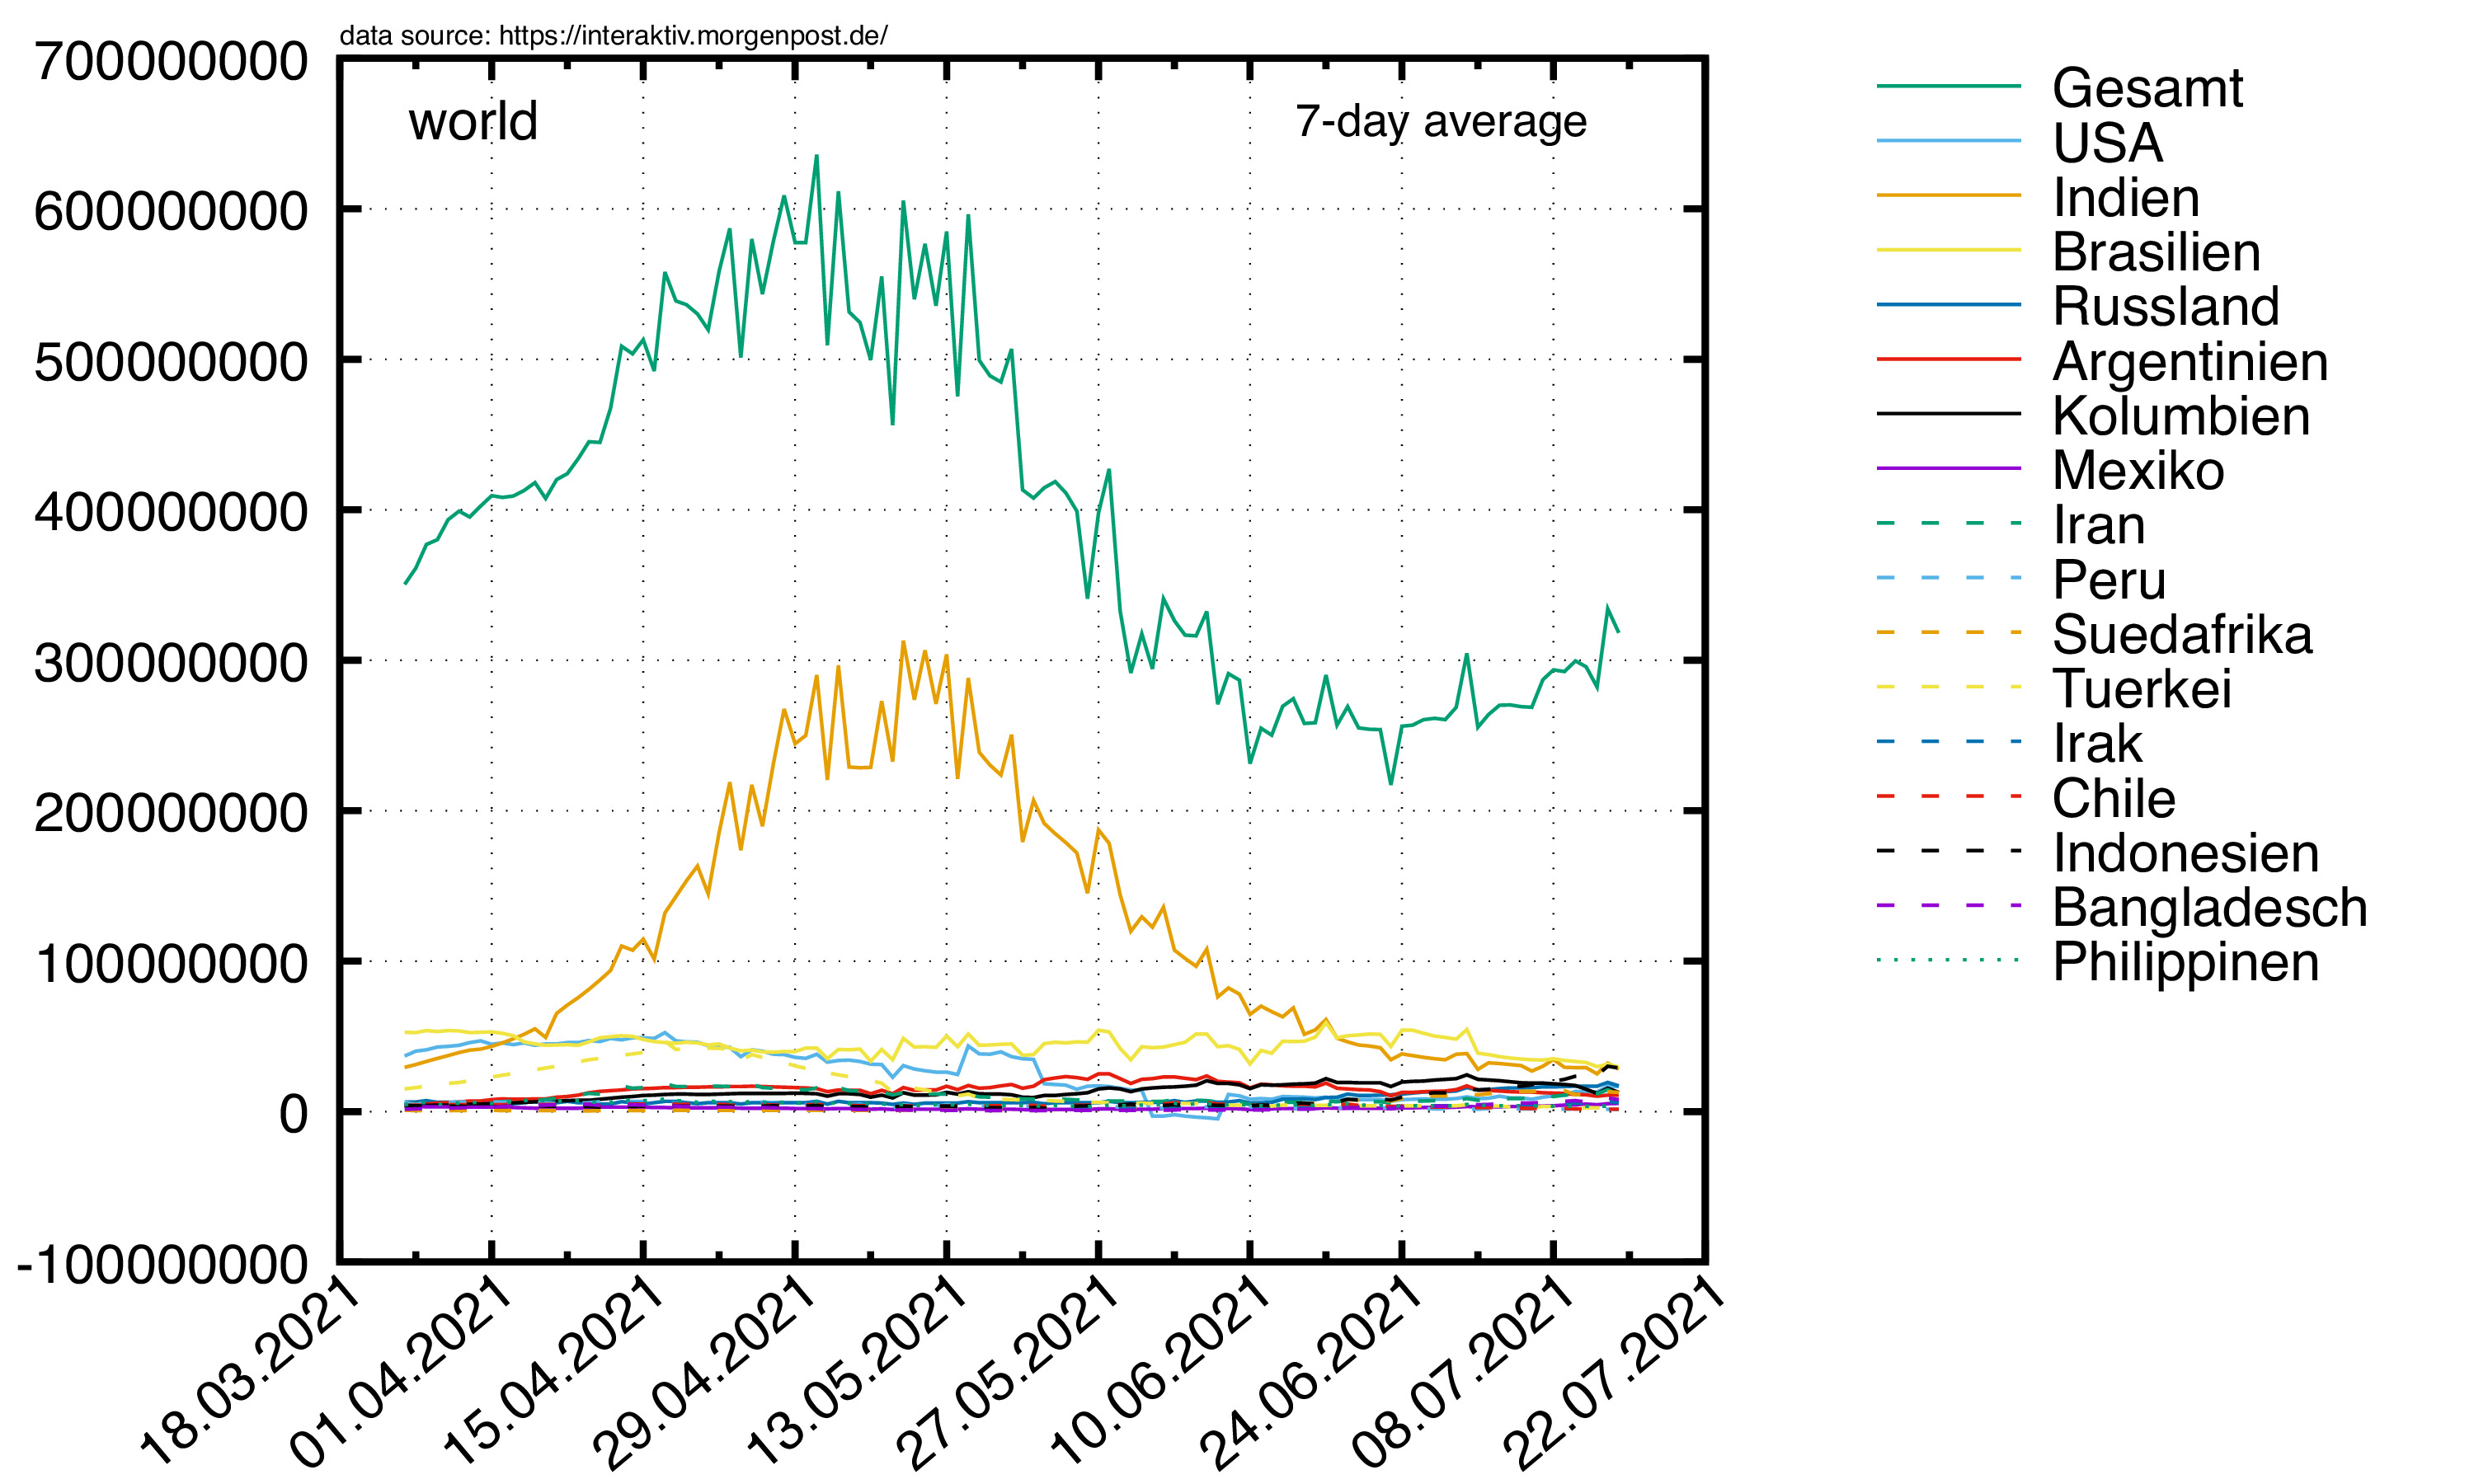 data source: https://interaktiv.morgenpost.de/
world
7-day average
700000000
600000000
500000000
400000000
300000000
200000000
100000000
0
-100000000
18.03.2021
01.04.2021
15.04.2021
29.04.2021
13.05.2021
27.05.2021
10.06.2021
24.06.2021
08.07.2021
22.07.2021
Gesamt
USA
Indien
Brasilien
Russland
Argentinien
Kolumbien
Mexiko
Iran
Peru
Suedafrika
Tuerkei
Irak
Chile
Indonesien
Bangladesch
Philippinen